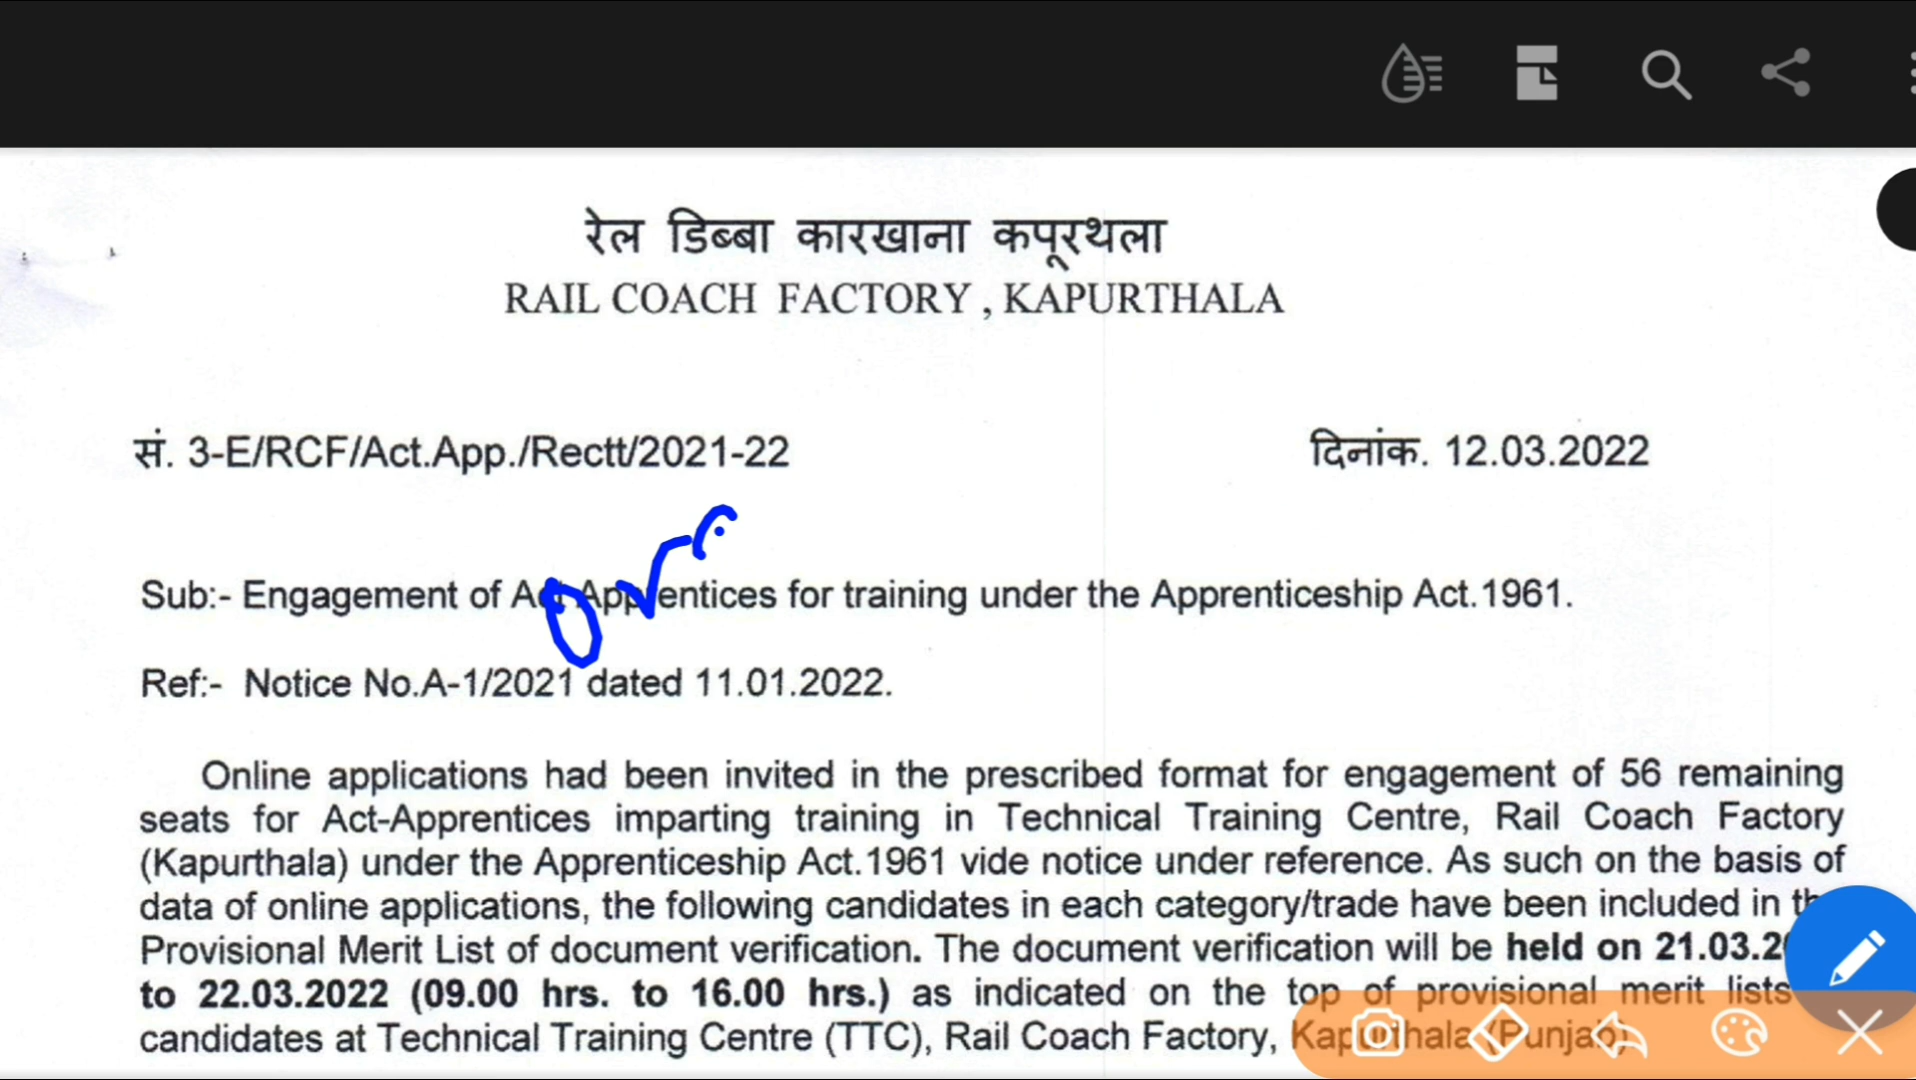 रेल डिब्बा कारखाना कपूरथला
RAIL COACH FACTORY , KAPURTHALA
सं. 3-E/RCF/Act.App./Rectt/2021-22 दिनांक. 12.03.2022
Sub:- Engagement of Act Apprentices for training under the Apprenticeship Act.1961.
Ref:- Notice No.A-1/2021 dated 11.01.2022.
Online applications had been invited in the prescribed format for engagement of 56 remaining
seats for Act-Apprentices imparting training in Technical Training Centre, Rail Coach Factory
(Kapurthala) under the Apprenticeship Act.1961 vide notice under reference. As such on the basis of
data of online applications, the following candidates in each category/trade have been included in
Provisional Merit List of document verification. The document verification will be held on 21.03.2
to 22.03.2022 (09.00 hrs. to 16.00 hrs.) as indicated on the top of provisional merit lists
candidates at Technical Training Centre (TTC), Rail Coach Factory, Kapurthala (Punjab)